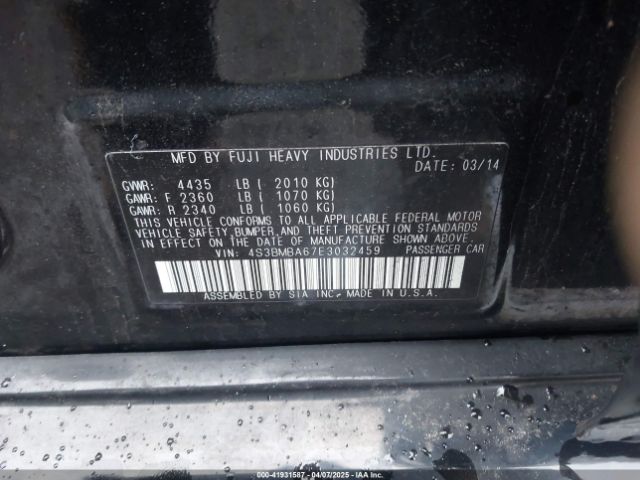 MFD BY FUJI HEAVY INDUSTRIES LTD.
DATE: 03/14
GVWR: 4435 LB ( 2010 KG)
GAWR: F 2360 LB ( 1070 KG)
GAWR: R 2340 LB ( 1060 KG)
THIS VEHICLE CONFORMS TO ALL APPLICABLE FEDERAL MOTOR
VEHICLE SAFETY, BUMPER, AND THEFT PREVENTION STANDARDS
IN EFFECT ON THE DATE OF MANUFACTURE SHOWN ABOVE.
VIN: 4S3BMBA67E3032459 PASSENGER CAR
ASSEMBLED BY SIA INC. MADE IN U.S.A.
000-41931587 - 04/07/2025 - IAAI.COM